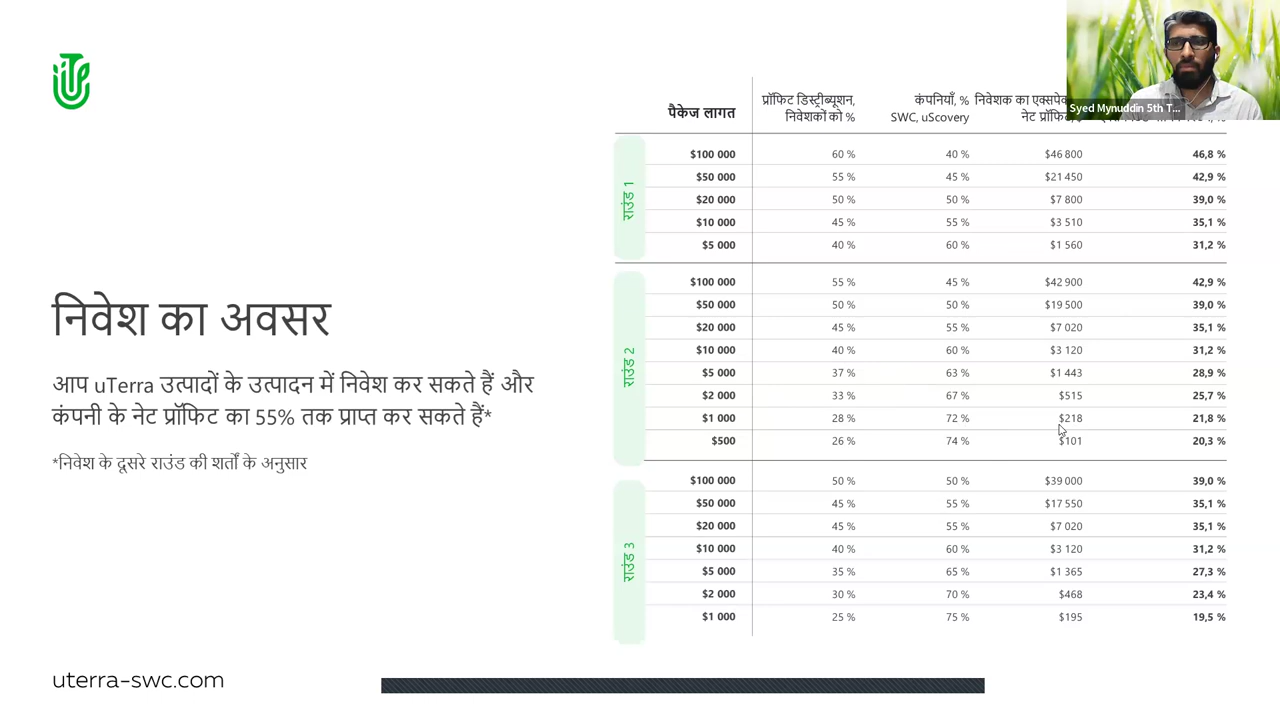 Syed Mynuddin 5th T...
पैकेज लागत
प्रॉफिट डिस्ट्रीब्यूशन, निवेशकों को %
कंपनियाँ, % SWC, uScovery
निवेशक का नेट प्रॉफिट,
राउंड 1
$100 000 60 % 40 % $46 800 46,8 %
$50 000 55 % 45 % $21 450 42,9 %
$20 000 50 % 50 % $7 800 39,0 %
$10 000 45 % 55 % $3 510 35,1 %
$5 000 40 % 60 % $1 560 31,2 %
राउंड 2
$100 000 55 % 45 % $42 900 42,9 %
$50 000 50 % 50 % $19 500 39,0 %
$20 000 45 % 55 % $7 020 35,1 %
$10 000 40 % 60 % $3 120 31,2 %
$5 000 37 % 63 % $1 443 28,9 %
$2 000 33 % 67 % $515 25,7 %
$1 000 28 % 72 % $218 21,8 %
$500 26 % 74 % $101 20,3 %
राउंड 3
$100 000 50 % 50 % $39 000 39,0 %
$50 000 45 % 55 % $17 550 35,1 %
$20 000 45 % 55 % $7 020 35,1 %
$10 000 40 % 60 % $3 120 31,2 %
$5 000 35 % 65 % $1 365 27,3 %
$2 000 30 % 70 % $468 23,4 %
$1 000 25 % 75 % $195 19,5 %
निवेश का अवसर
आप uTerra उत्पादों के उत्पादन में निवेश कर सकते हैं और
कंपनी के नेट प्रॉफिट का 55% तक प्राप्त कर सकते हैं*
*निवेश के दूसरे राउंड की शर्तों के अनुसार
uterra-swc.com